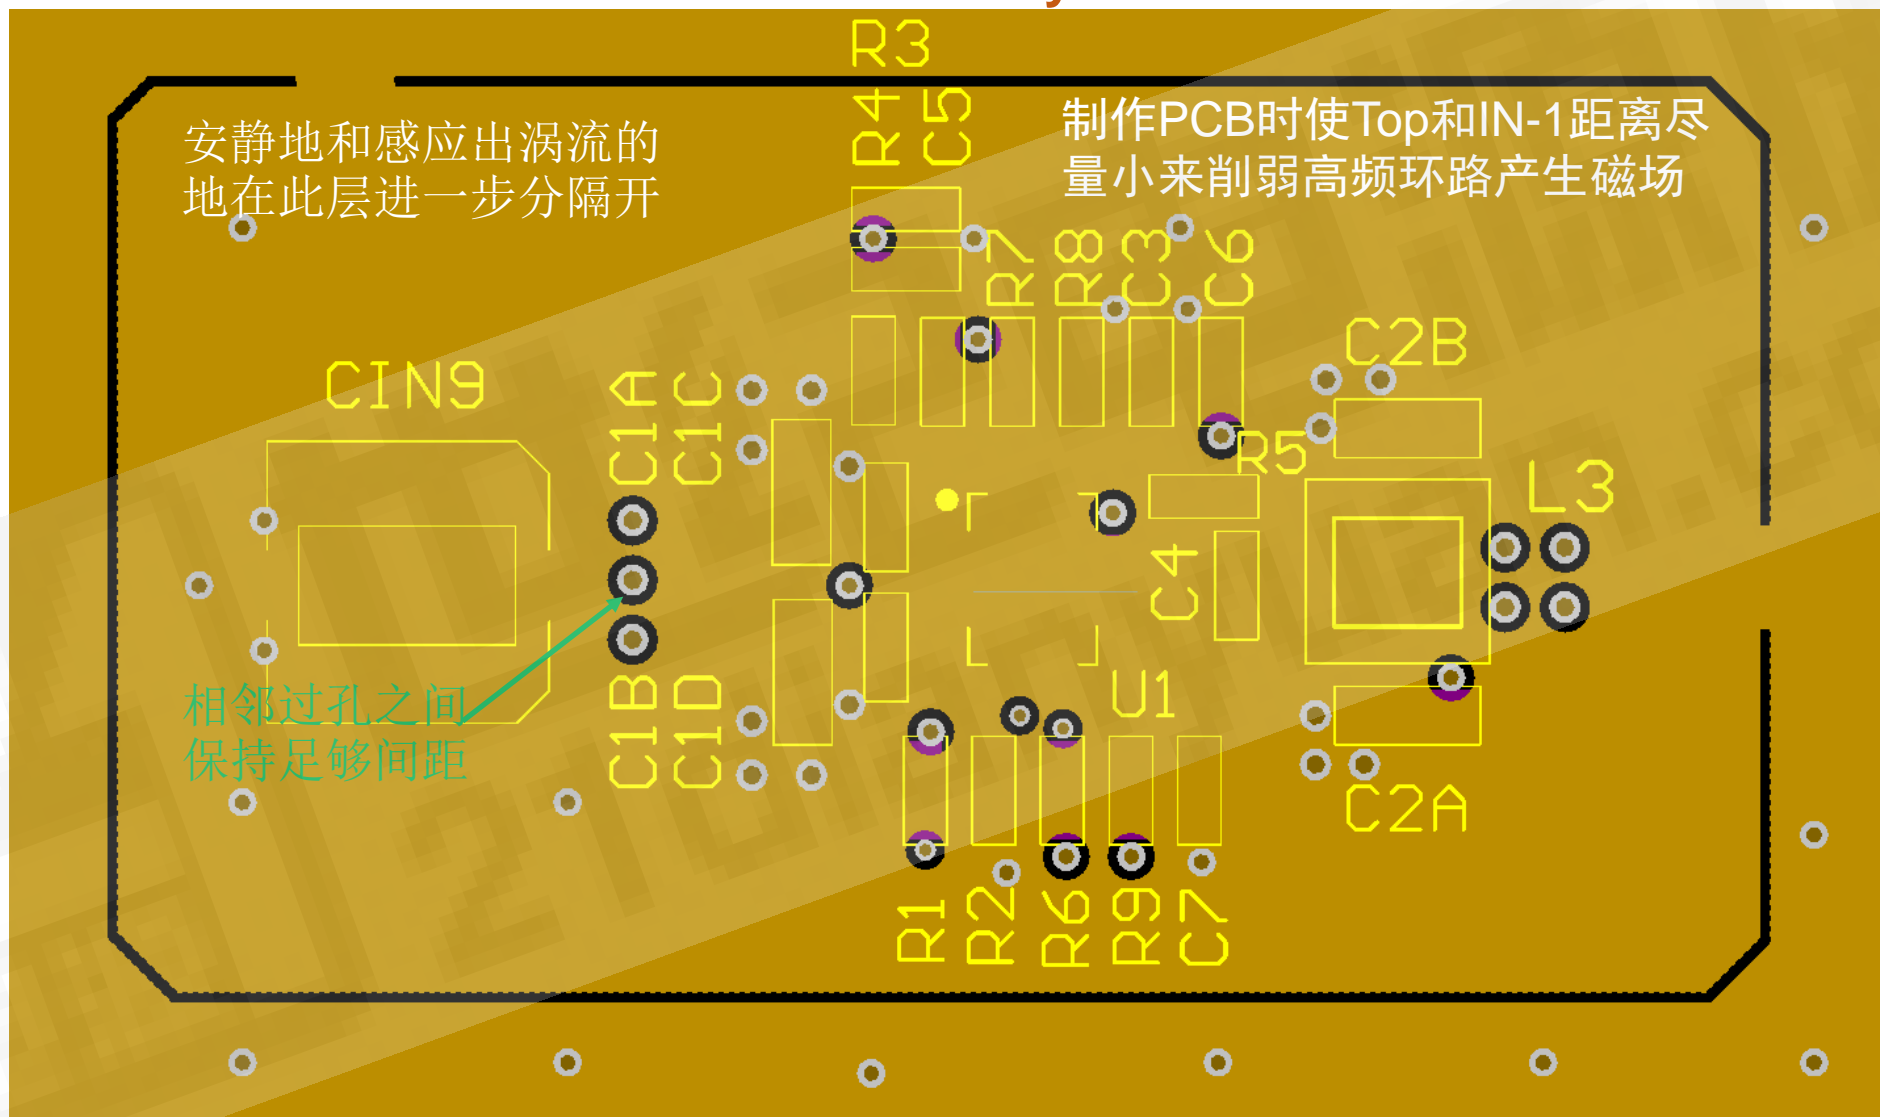 R3
R4
C5
安静地和感应出涡流的
地在此层进一步分隔开
制作PCB时使Top和IN-1距离尽
量小来削弱高频环路产生磁场
R7
R8
C3
C6
C2B
CIN9
C1A
C1C
R5
L3
C4
U1
相邻过孔之间
保持足够间距
C1B
C1D
C2A
R1
R2
R6
R9
C7